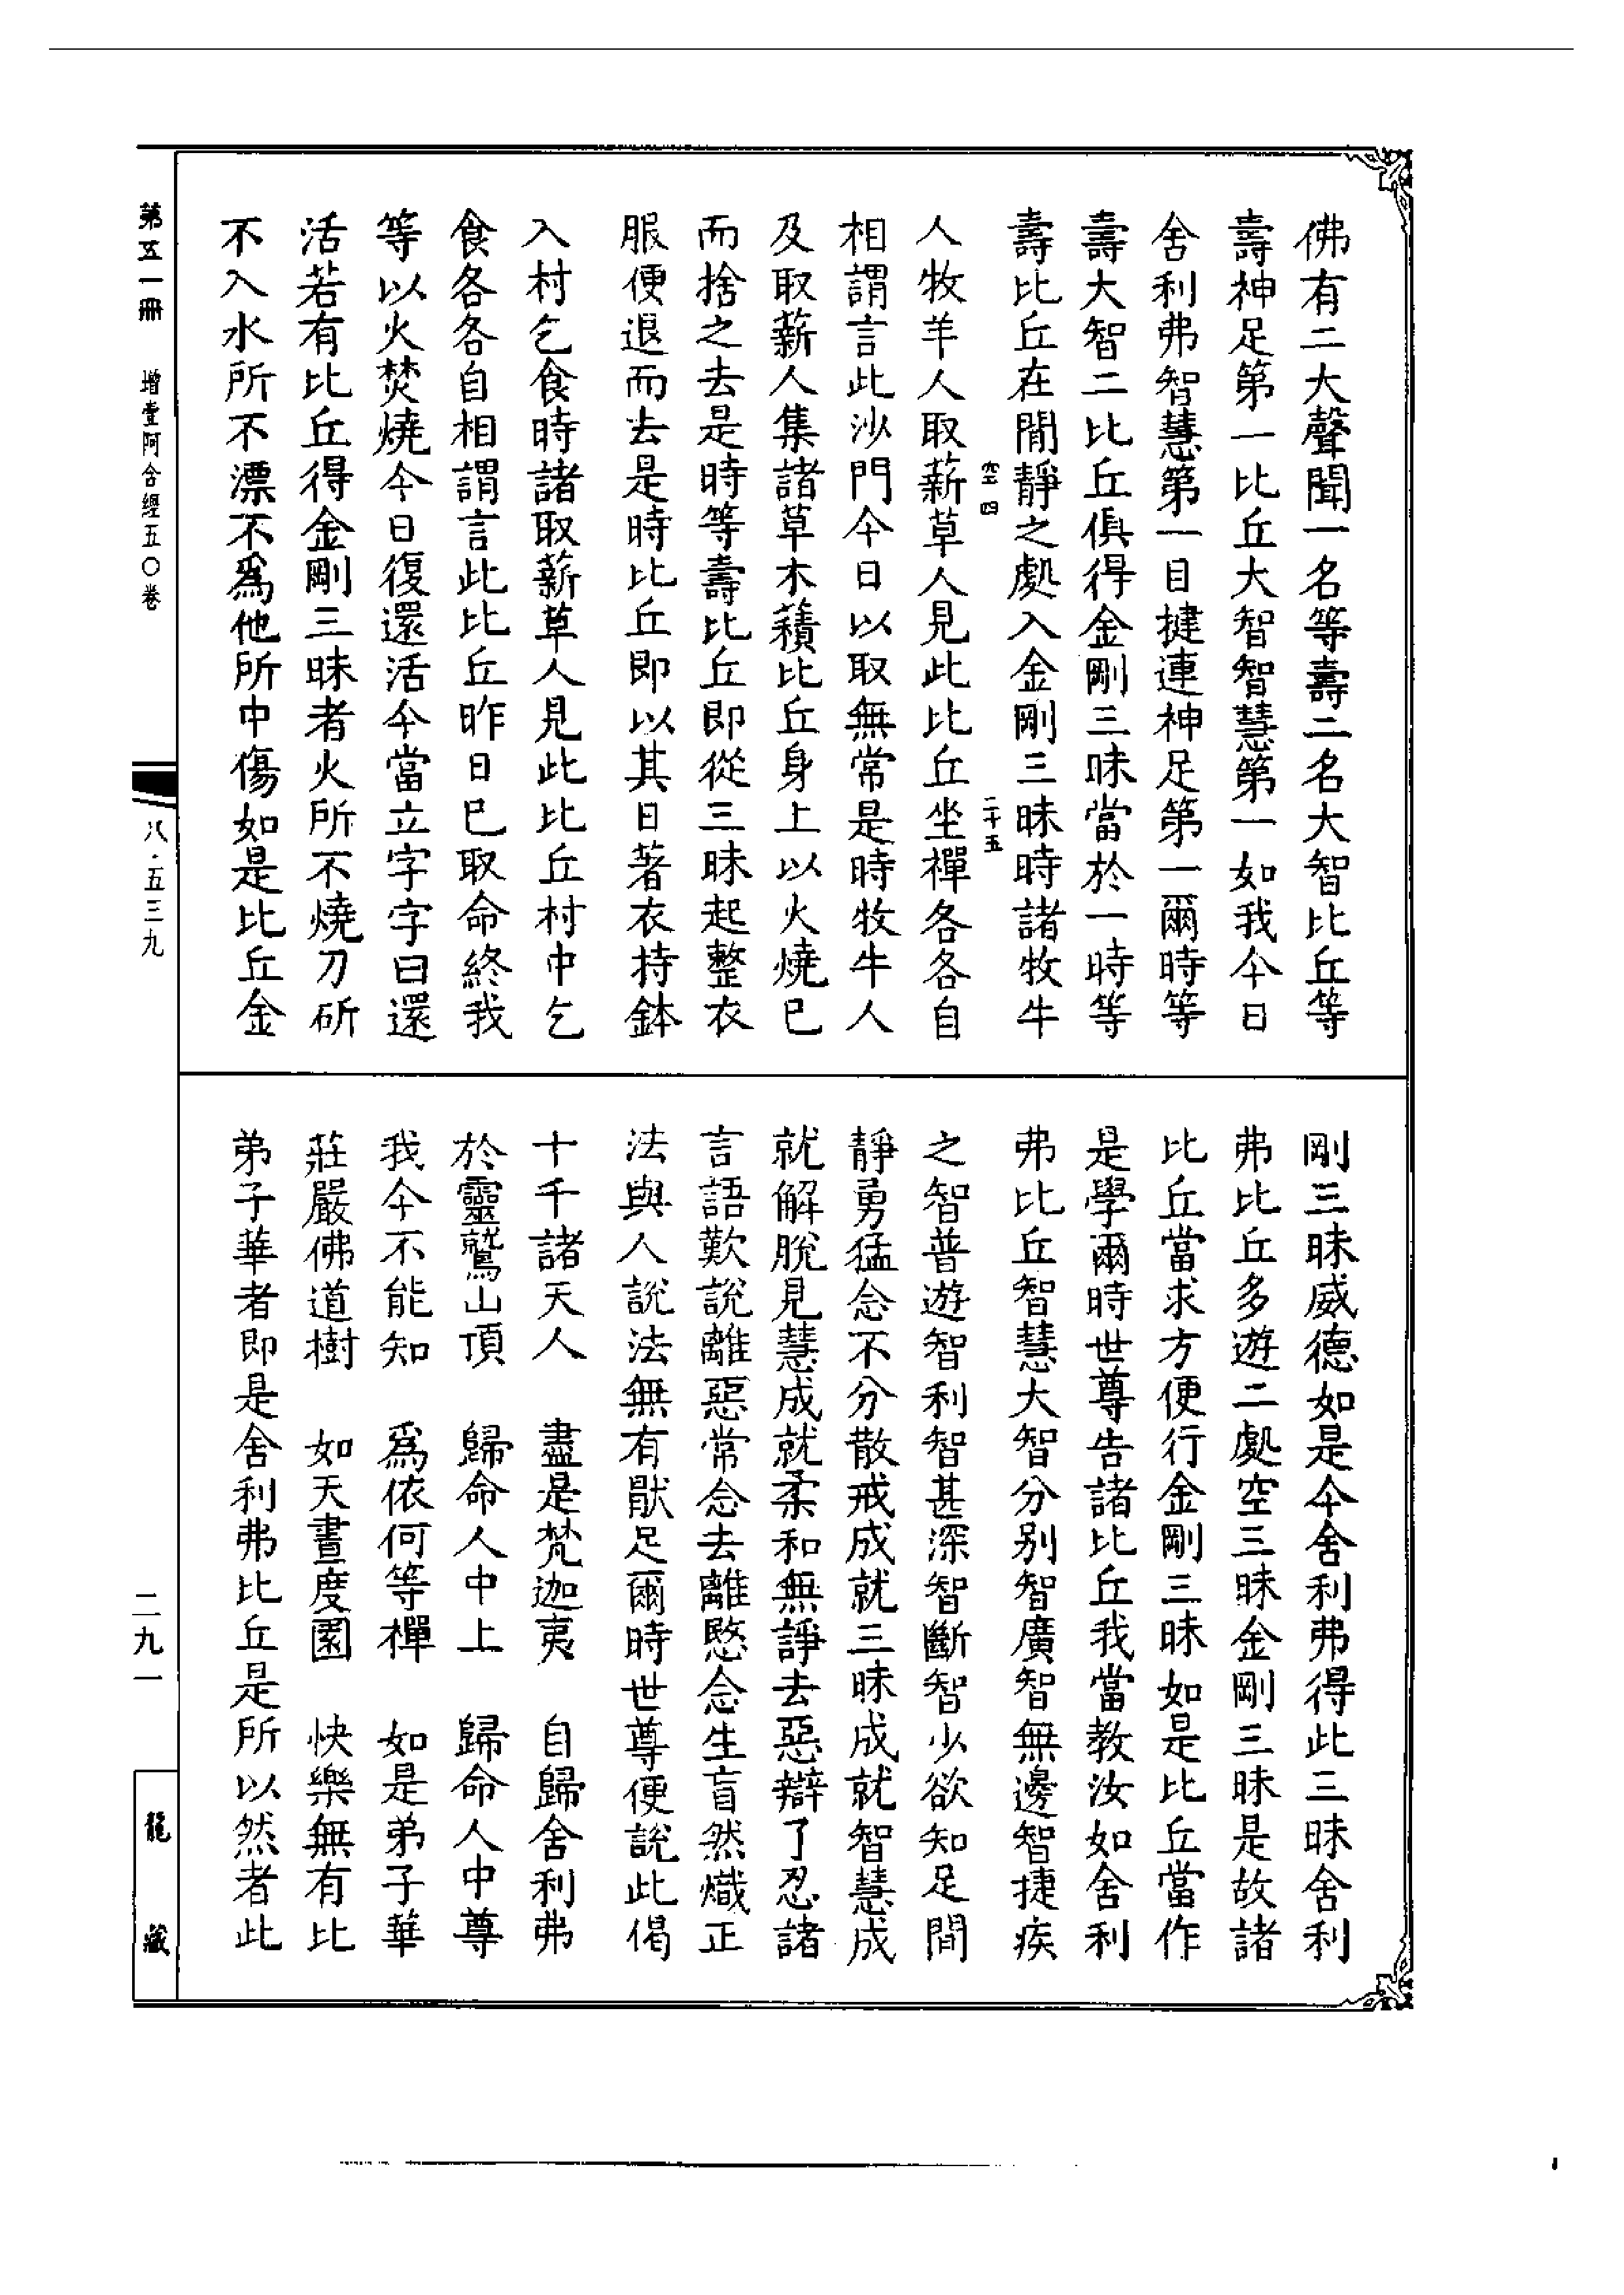 佛有二大聲聞一名等壽二名大智比丘等
壽神足第一比丘大智智慧第一如我今日
舍利弗智慧第一目揵連神足第一爾時等
壽大智二比丘俱得金剛三昧當於一時等
壽比丘在閒靜之處入金剛三昧時諸牧牛
空四
二十五
人牧羊人取薪草人見此比丘坐禪各各自
相謂言此沙門今日以取無常是時牧牛人
及取薪人集諸草木積比丘身上以火燒已
而捨之去是時等壽比丘即從三昧起整衣
服便退而去是時比丘即以其日著衣持鉢
入村乞食時諸取薪草人見此比丘村中乞
食各各自相謂言此比丘昨日已取命終我
等以火焚燒今日復還活今當立字字曰還
活若有比丘得金剛三昧者火所不燒刀斫
不入水所不漂不爲他所中傷如是比丘金
剛三昧威德如是今舍利弗得此三昧舍利
弗比丘多遊二處空三昧金剛三昧是故諸
比丘當求方便行金剛三昧如是比丘當作
是學爾時世尊告諸比丘我當教汝如舍利
弗比丘智慧大智分別智廣智無邊智捷疾
之智普遊智利智甚深智斷智少欲知足閒
靜勇猛念不分散戒成就三昧成就智慧成
就解脫見慧成就柔和無諍去惡辯了忍諸
言語歎說離惡常念去離愍念生盲然熾正
法與人說法無有厭足爾時世尊便說此偈
十千諸天人　盡是梵迦夷　自歸舍利弗
於靈鷲山頂　歸命人中上　歸命人中尊
我今不能知　爲依何等禪　如是弟子華
莊嚴佛道樹　如天晝度園　快樂無有比
弟子華者即是舍利弗比丘是所以然者此
第五一冊　增壹阿含經五〇卷
八·五三九
二九一
龍藏